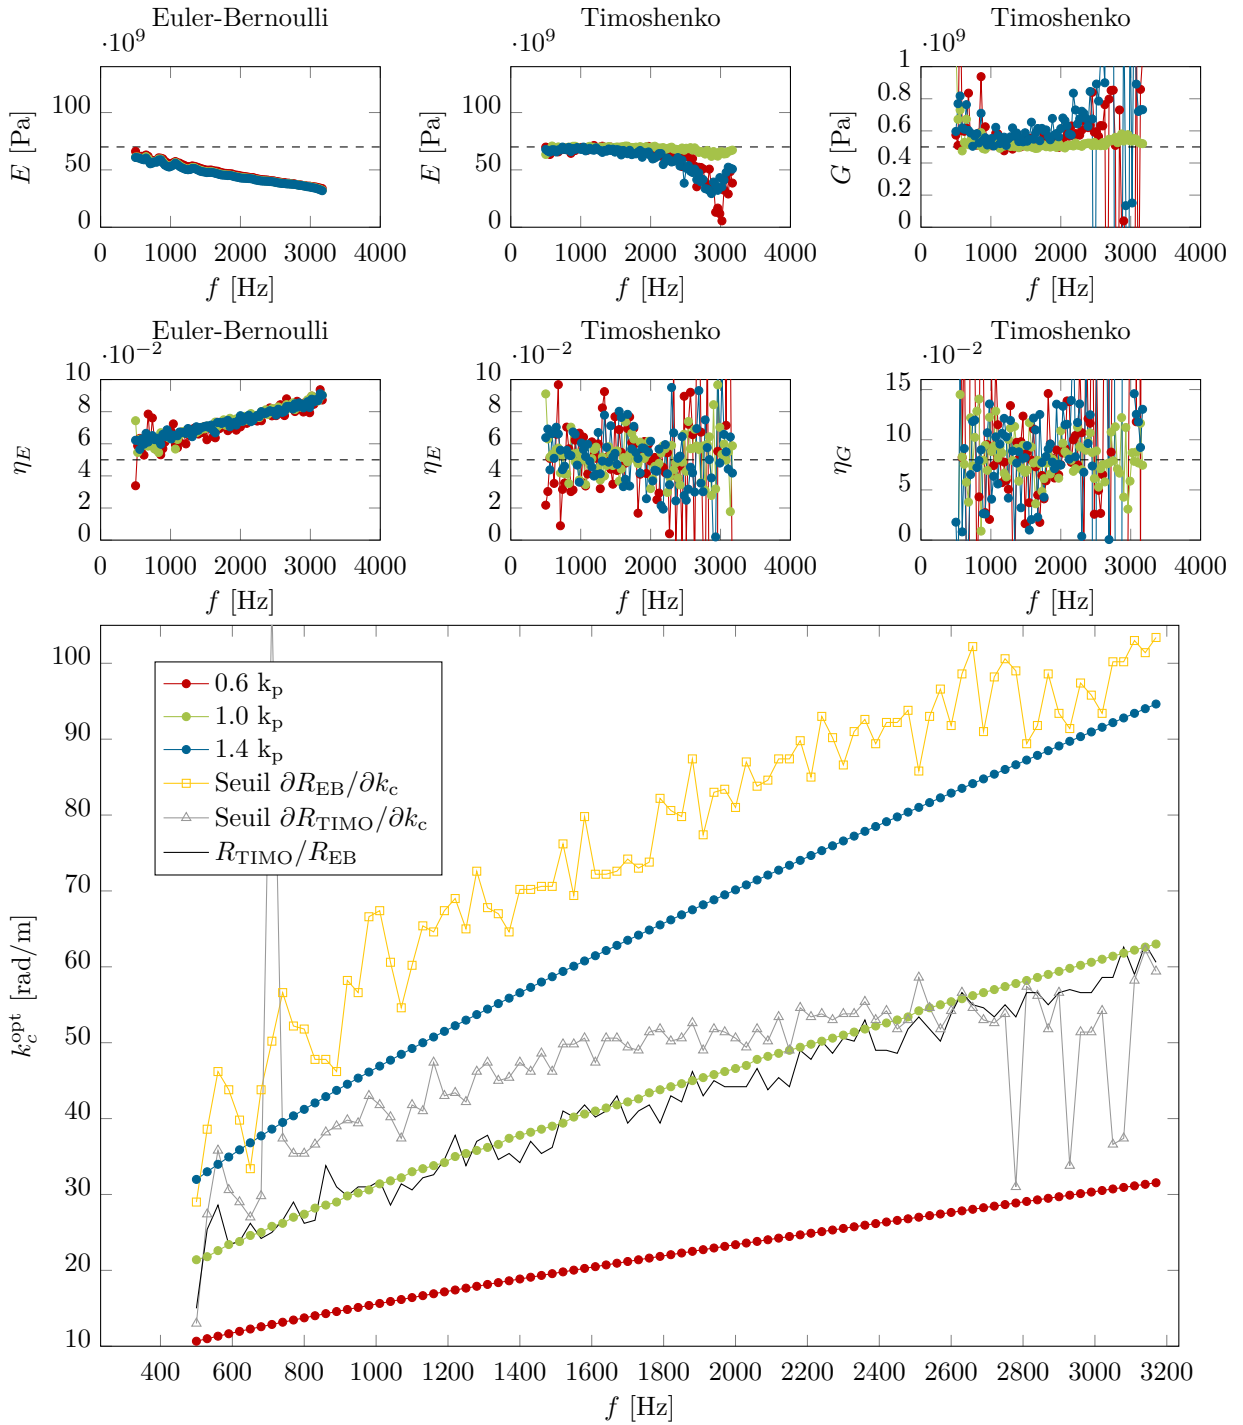 Euler-Bernoulli
·10⁹
E [Pa]
100
50
0
0 1000 2000 3000 4000
f [Hz]
Timoshenko
·10⁹
E [Pa]
100
50
0
0 1000 2000 3000 4000
f [Hz]
Timoshenko
·10⁹
G [Pa]
1
0.8
0.6
0.4
0.2
0
0 1000 2000 3000 4000
f [Hz]
Euler-Bernoulli
·10⁻²
η_E
10
8
6
4
2
0
0 1000 2000 3000 4000
f [Hz]
Timoshenko
·10⁻²
η_E
10
8
6
4
2
0
0 1000 2000 3000 4000
f [Hz]
Timoshenko
·10⁻²
η_G
15
10
5
0
0 1000 2000 3000 4000
f [Hz]
0.6 k_p
1.0 k_p
1.4 k_p
Seuil ∂R_EB/∂k_c
Seuil ∂R_TIMO/∂k_c
R_TIMO/R_EB
k_c^opt [rad/m]
100
90
80
70
60
50
40
30
20
10
400 600 800 1000 1200 1400 1600 1800 2000 2200 2400 2600 2800 3000 3200
f [Hz]